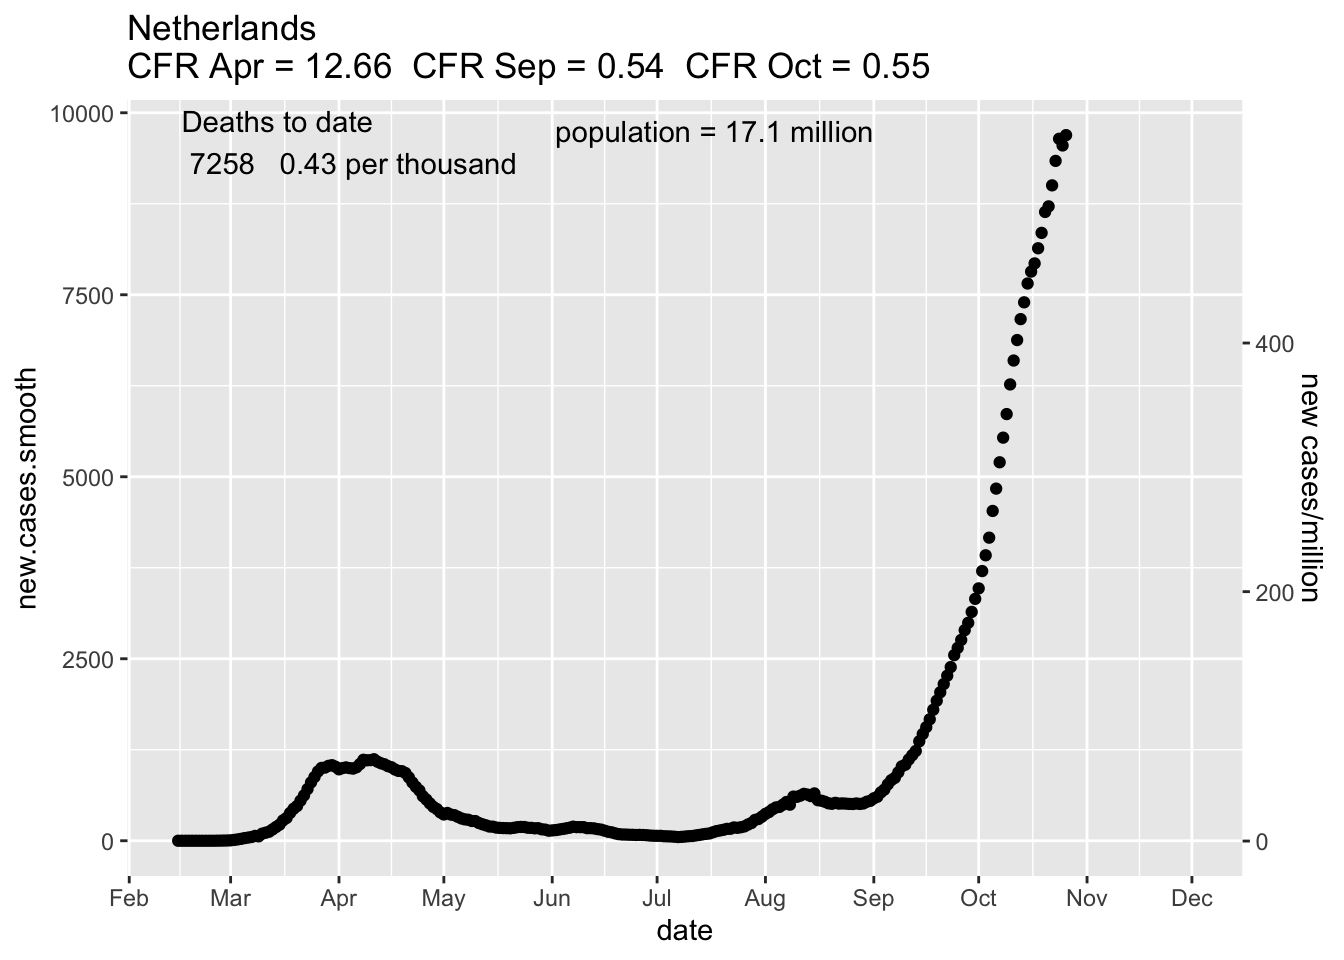 Netherlands
CFR Apr = 12.66  CFR Sep = 0.54  CFR Oct = 0.55
Deaths to date
7258   0.43 per thousand
population = 17.1 million
10000
7500
5000
2500
0
new.cases.smooth
400
200
0
new cases/million
Feb Mar Apr May Jun Jul Aug Sep Oct Nov Dec
date